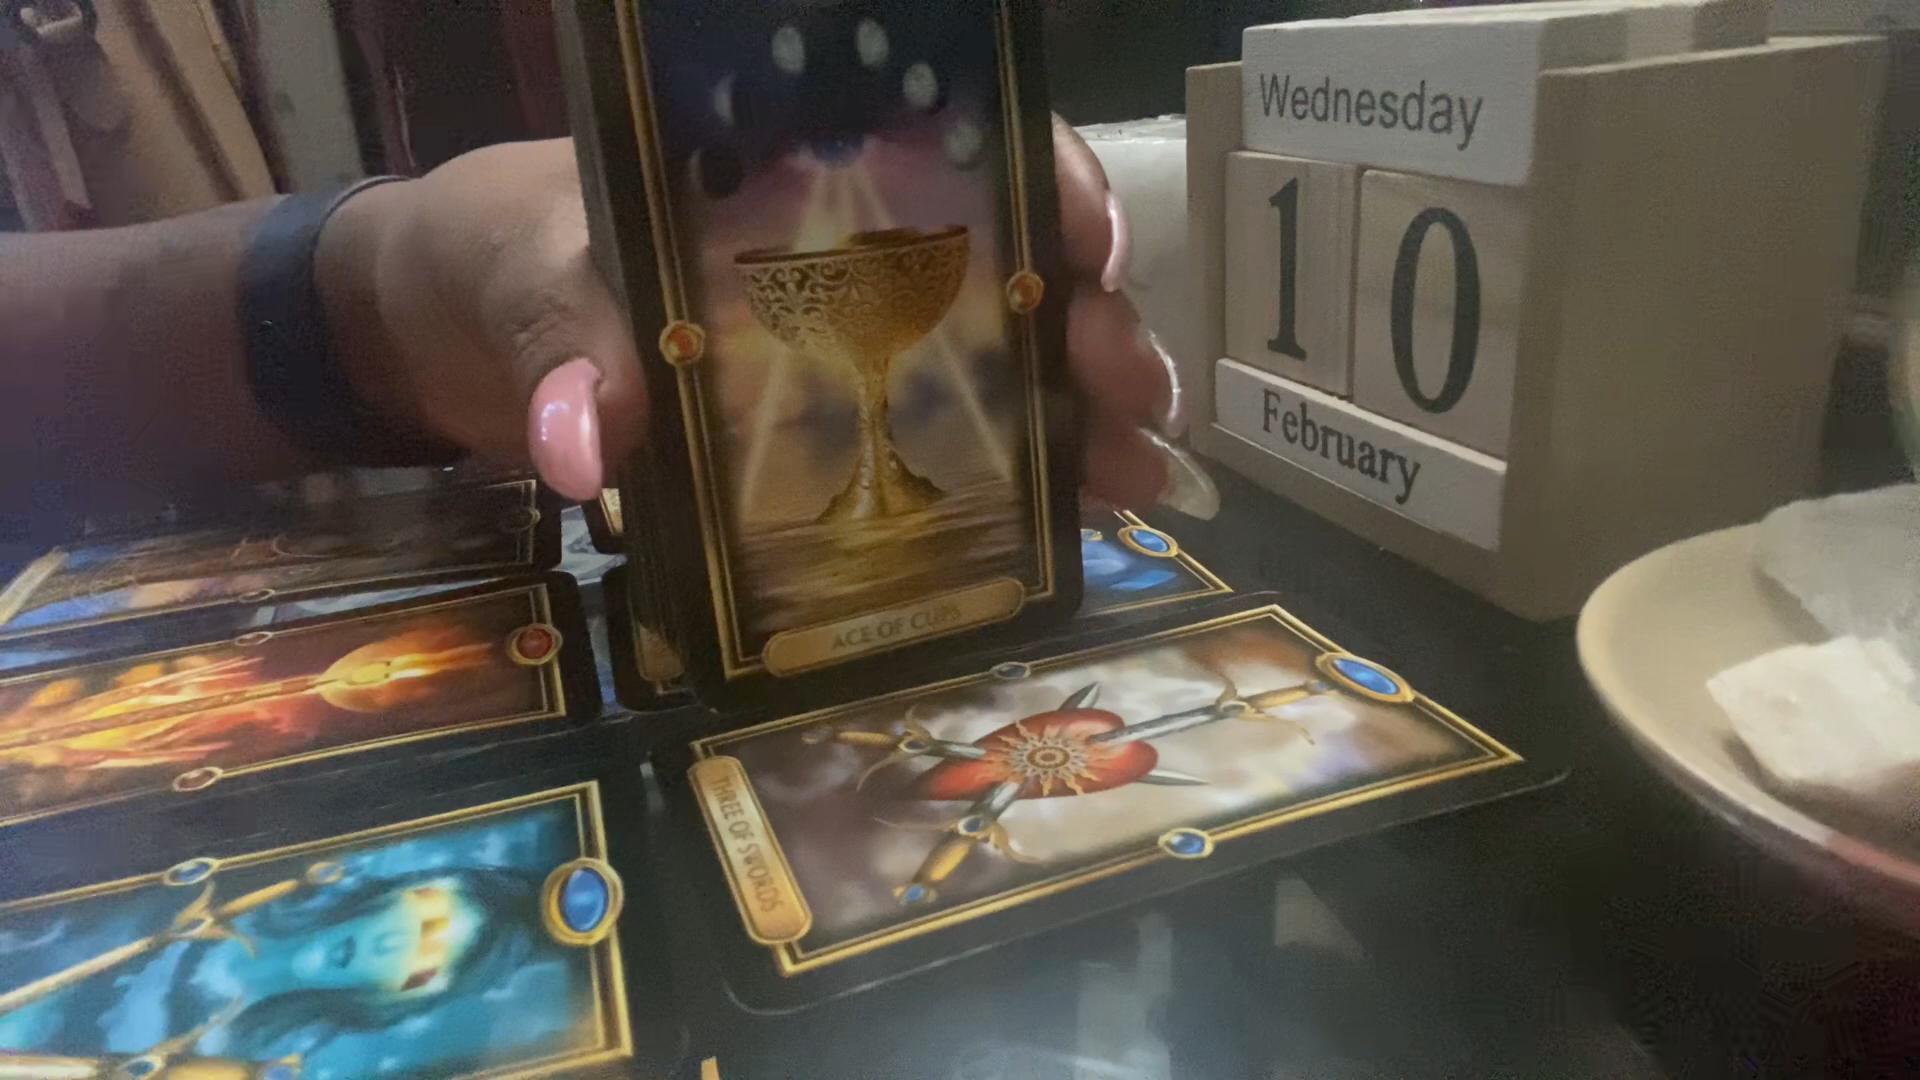 Wednesday
10
February
ACE OF CUPS
THREE OF SWORDS